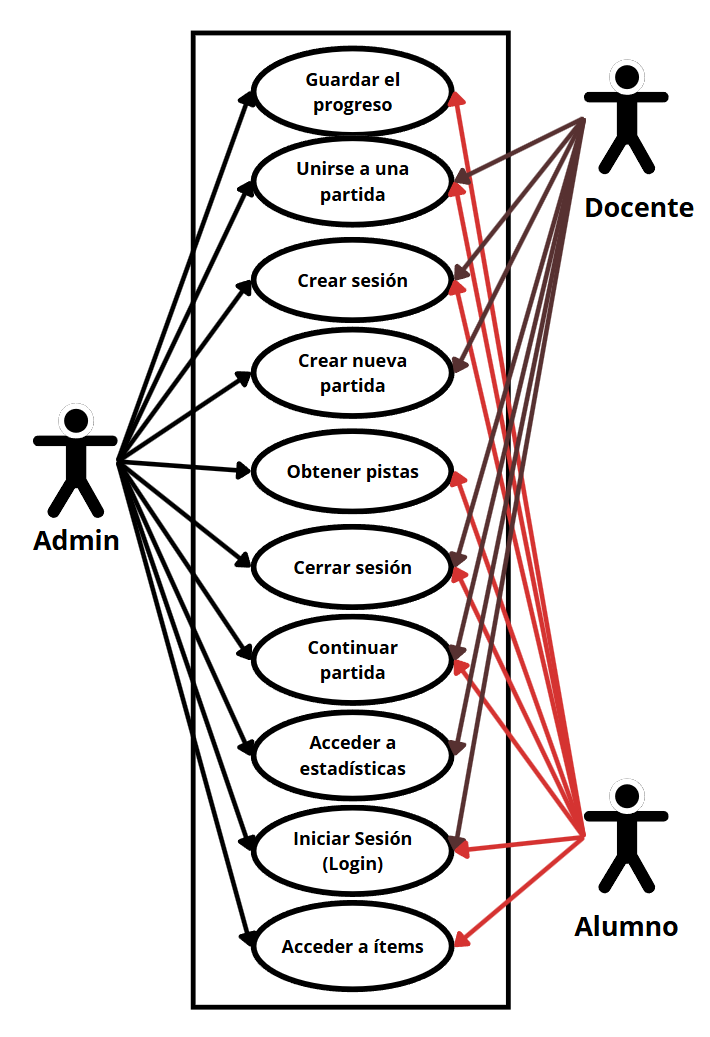 Guardar el
progreso
Unirse a una
partida
Crear sesión
Crear nueva
partida
Obtener pistas
Cerrar sesión
Continuar
partida
Acceder a
estadísticas
Iniciar Sesión
(Login)
Acceder a ítems
Admin
Docente
Alumno